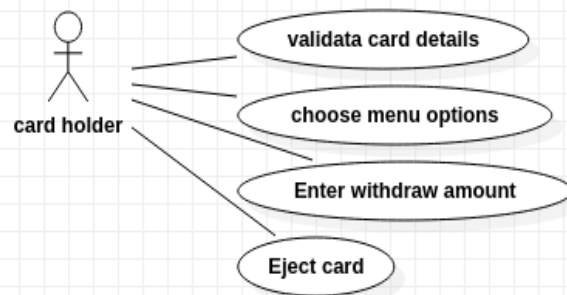 validata card details
choose menu options
card holder
Enter withdraw amount
Eject card